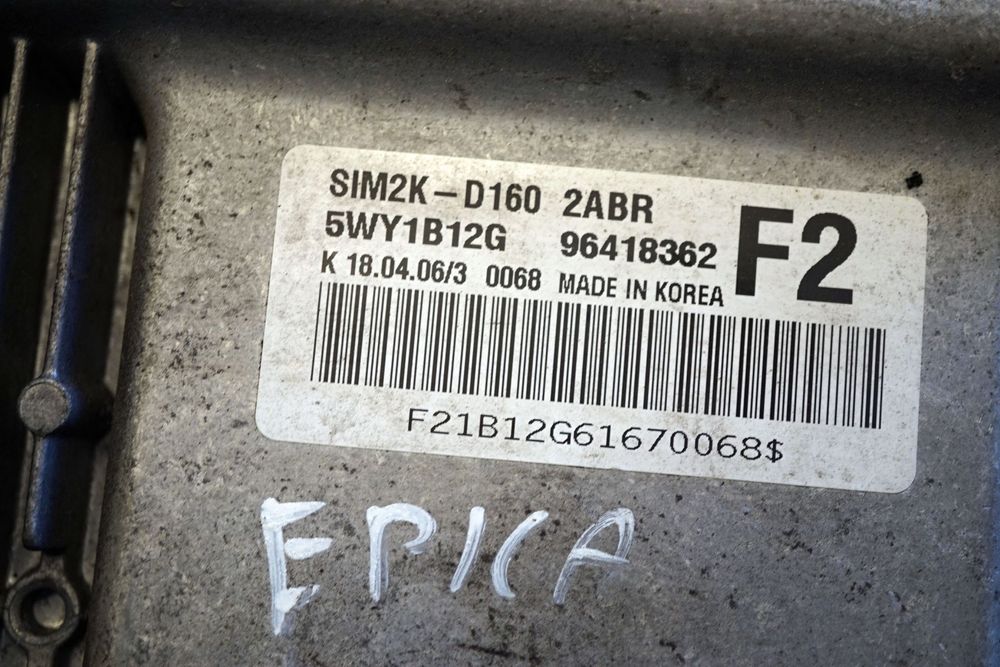 SIM2K-D160 2ABR
5WY1B12G 96418362 F2
K 18.04.06/3 0068 MADE IN KOREA
F21B12G61670068$
EPICA